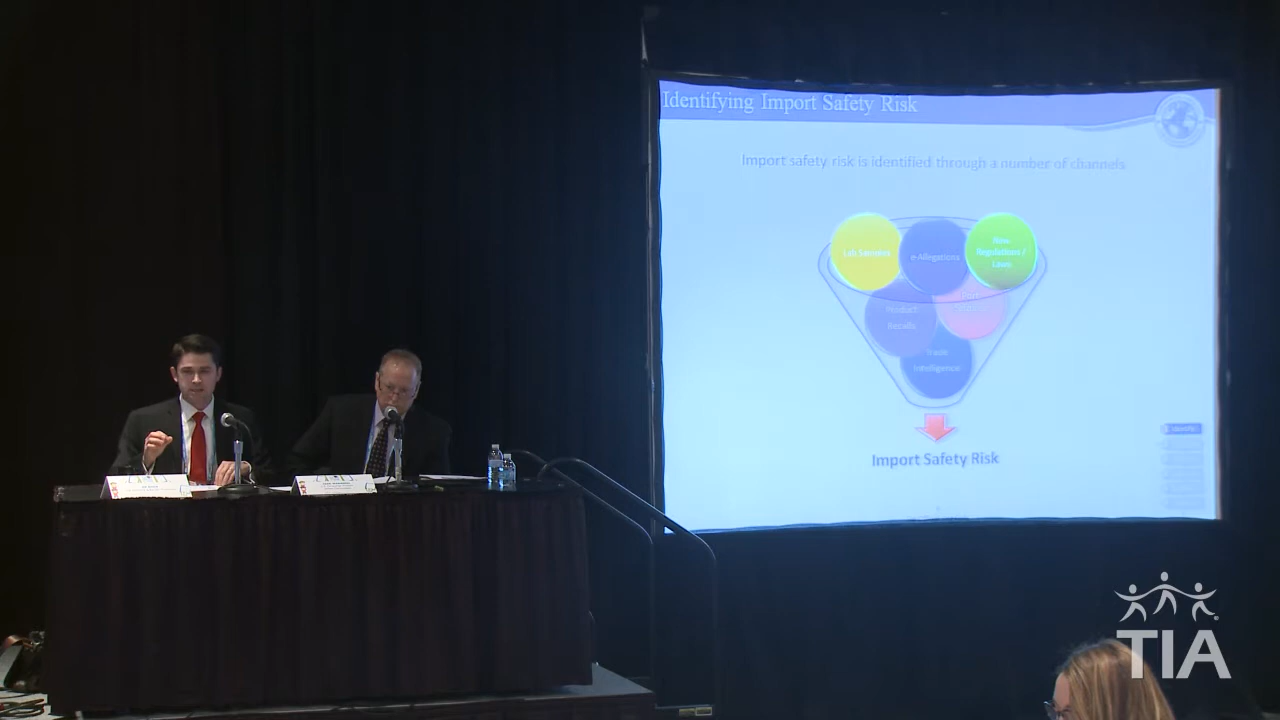 Identifying Import Safety Risk
Import safety risk is identified through a number of channels
Lab Samples
e-Allegations
New
Regulations /
Laws
Product
Recalls
Trade
Intelligence
Import Safety Risk
Identify
TIA